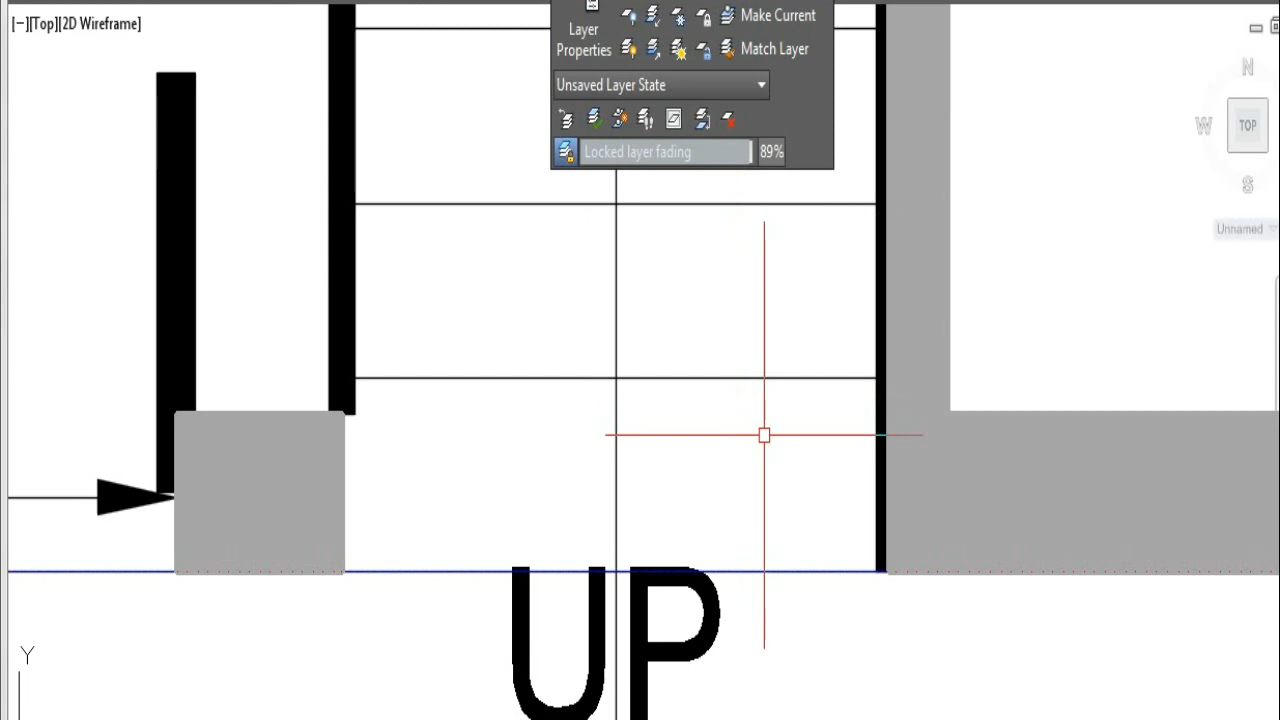 [−][Top][2D Wireframe]
Layer
Properties
Make Current
Match Layer
Unsaved Layer State
Locked layer fading
89%
N
W
TOP
S
Unnamed
UP
Y